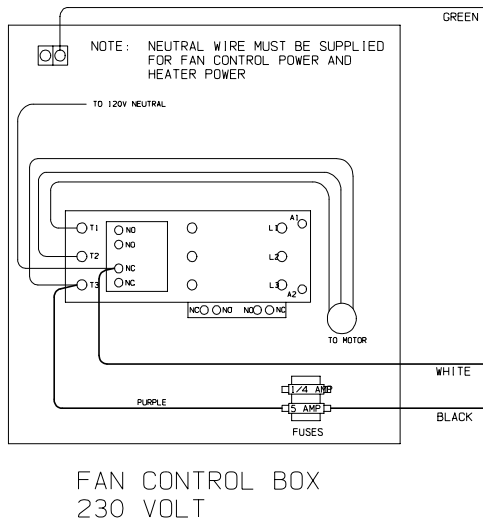 GREEN
NOTE: NEUTRAL WIRE MUST BE SUPPLIED
FOR FAN CONTROL POWER AND
HEATER POWER
TO 120V NEUTRAL
A1
T1 NO L1
NO
T2 L2
NC
T3 NC L3
A2
NC NO NO NC
TO MOTOR
WHITE
1/4 AMP
PURPLE
5 AMP
BLACK
FUSES
FAN CONTROL BOX
230 VOLT